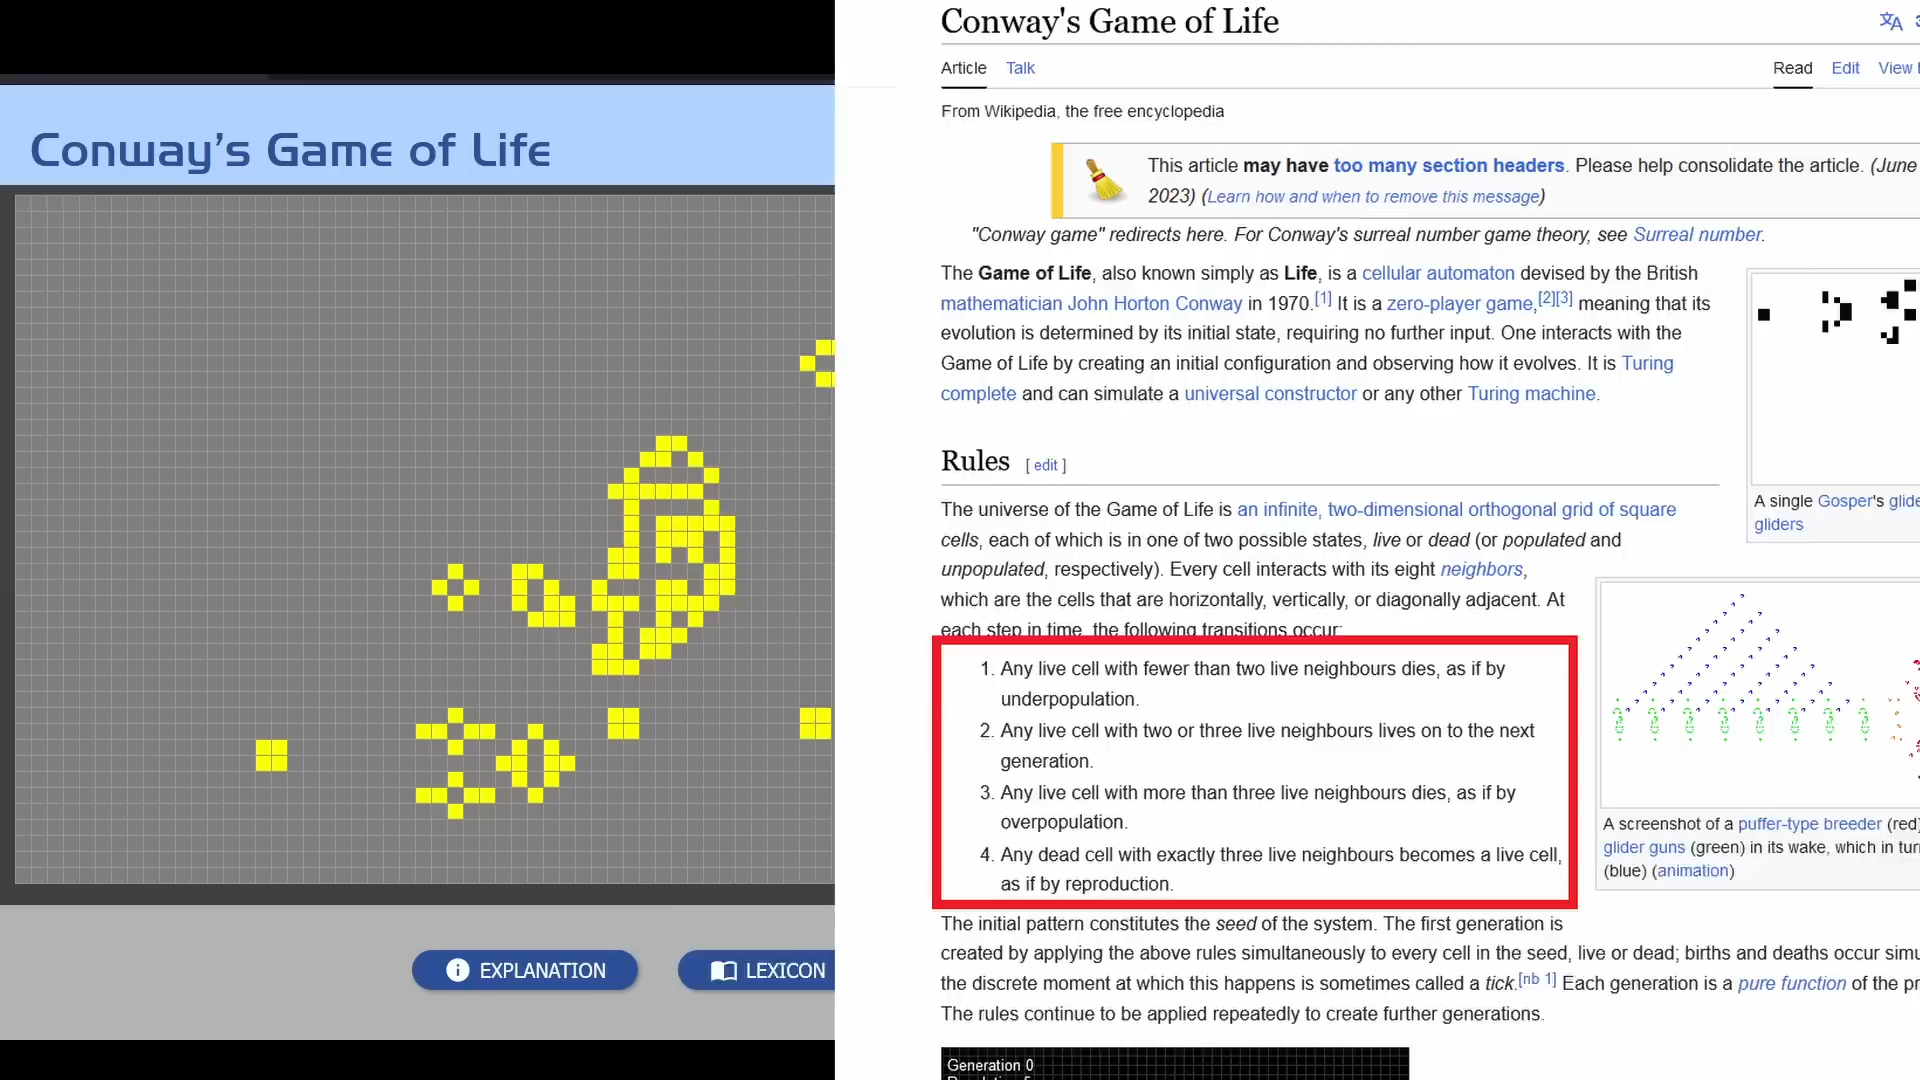 Conway's Game of Life
EXPLANATION
LEXICON
Conway's Game of Life
Article Talk
Read Edit View
From Wikipedia, the free encyclopedia
This article may have too many section headers. Please help consolidate the article. (June
2023) (Learn how and when to remove this message)
"Conway game" redirects here. For Conway's surreal number game theory, see Surreal number.
The Game of Life, also known simply as Life, is a cellular automaton devised by the British
mathematician John Horton Conway in 1970.[1] It is a zero-player game,[2][3] meaning that its
evolution is determined by its initial state, requiring no further input. One interacts with the
Game of Life by creating an initial configuration and observing how it evolves. It is Turing
complete and can simulate a universal constructor or any other Turing machine.
A single Gosper's
gliders
Rules [ edit ]
The universe of the Game of Life is an infinite, two-dimensional orthogonal grid of square
cells, each of which is in one of two possible states, live or dead (or populated and
unpopulated, respectively). Every cell interacts with its eight neighbors,
which are the cells that are horizontally, vertically, or diagonally adjacent. At
each step in time, the following transitions occur:
1. Any live cell with fewer than two live neighbours dies, as if by
underpopulation.
2. Any live cell with two or three live neighbours lives on to the next
generation.
3. Any live cell with more than three live neighbours dies, as if by
overpopulation.
4. Any dead cell with exactly three live neighbours becomes a live cell,
as if by reproduction.
A screenshot of a puffer-type breeder (red)
glider guns (green) in its wake, which in
(blue) (animation)
The initial pattern constitutes the seed of the system. The first generation is
created by applying the above rules simultaneously to every cell in the seed, live or dead; births and deaths occur
the discrete moment at which this happens is sometimes called a tick.[nb 1] Each generation is a pure function of the
The rules continue to be applied repeatedly to create further generations.
Generation 0